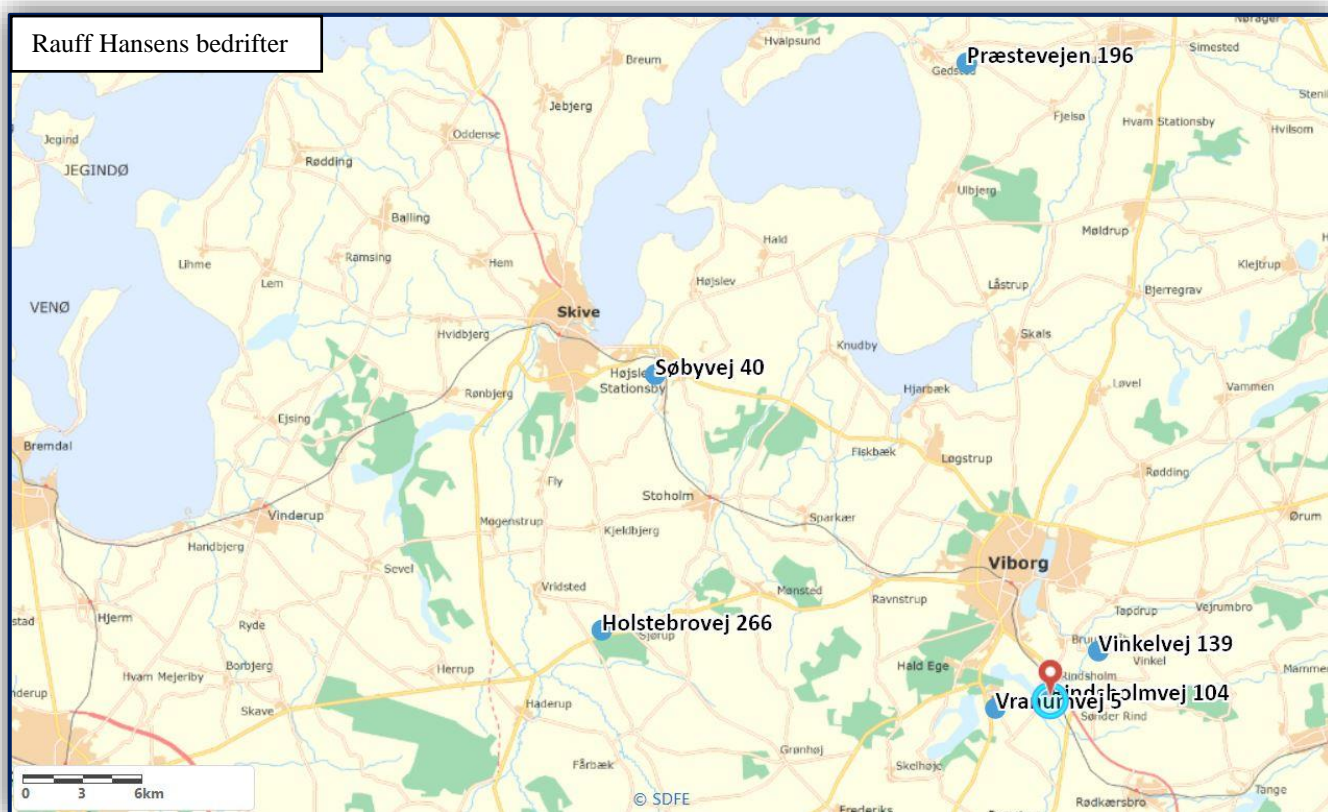 Rauff Hansens bedrifter
Hvalpsund
Simested
Præstevejen 196
Breum
Jebjerg
Fjelsø
Hvam Stationsby
Hvilsom
Jegind
JEGINDØ
Oddense
Rødding
Ulbjerg
Balling
Møldrup
Hald
Lihme
Ramsing
Hem
Klejtrup
Lem
Højslev
Låstrup
Bjerregrav
VENØ
Skive
Hvidbjerg
Knudby
Skals
Søbyvej 40
Højslev
Stationsby
Rønbjerg
Hjarbæk
Løvel
Vammen
Ejsing
Bremdal
Fiskbæk
Løgstrup
Rødding
Fly
Stoholm
Vinderup
Mogenstrup
Kjeldbjerg
Sparkær
Ørum
Handbjerg
Viborg
Sevel
Vridsted
Mønsted
Ravnstrup
Tapdrup
Vejrumbro
Hjerm
Ryde
Holstebrovej 266
Sjørup
Vinkelvej 139
Vinkel
Borbjerg
Herrup
Hald Ege
Rindsholm
Hvam Mejeriby
Vranumvej 5
Sønder Rind
Skave
Haderup
Grønhøj
Fårbæk
Skelhøje
0 3 6km
© SDFE
Frederiks
Rødkærsbro
Tange